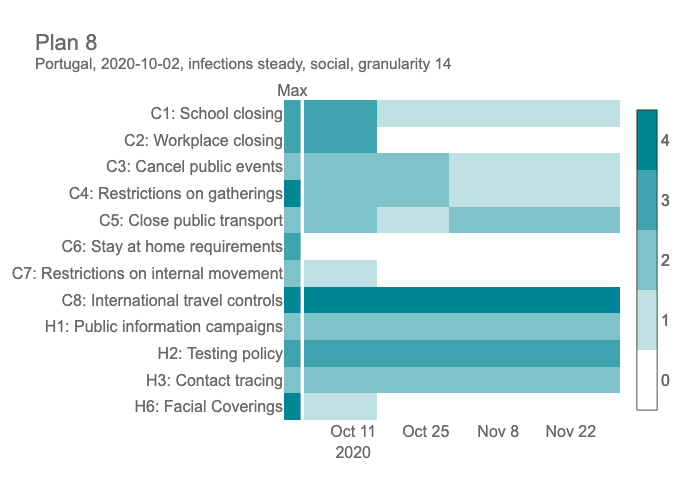 Plan 8
Portugal, 2020-10-02, infections steady, social, granularity 14
Max
C1: School closing
C2: Workplace closing
C3: Cancel public events
C4: Restrictions on gatherings
C5: Close public transport
C6: Stay at home requirements
C7: Restrictions on internal movement
C8: International travel controls
H1: Public information campaigns
H2: Testing policy
H3: Contact tracing
H6: Facial Coverings
4
3
2
1
0
Oct 11 Oct 25 Nov 8 Nov 22
2020